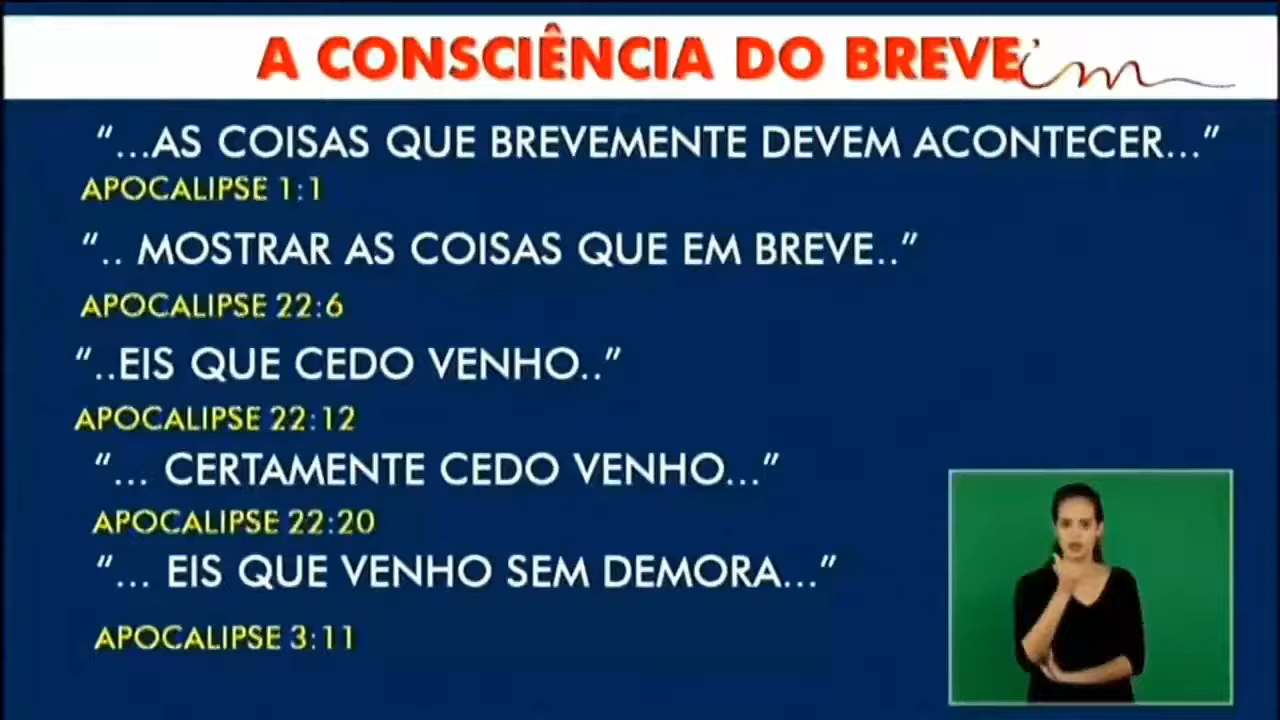 A CONSCIÊNCIA DO BREVE
im
“...AS COISAS QUE BREVEMENTE DEVEM ACONTECER...”
APOCALIPSE 1:1
“.. MOSTRAR AS COISAS QUE EM BREVE..”
APOCALIPSE 22:6
“..EIS QUE CEDO VENHO..”
APOCALIPSE 22:12
“... CERTAMENTE CEDO VENHO...”
APOCALIPSE 22:20
“... EIS QUE VENHO SEM DEMORA...”
APOCALIPSE 3:11